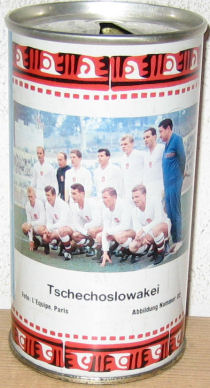 Tschechoslowakei
Foto: L'Equipe, Paris
Abbildung Nummer